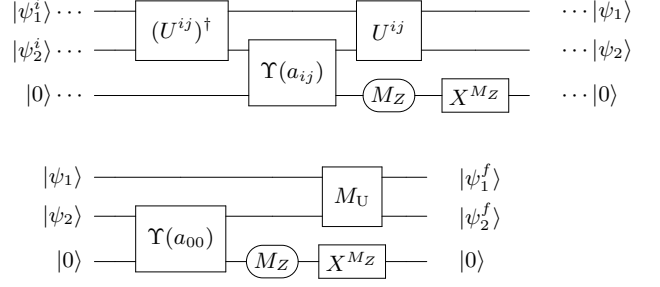 |ψ₁ⁱ⟩ ··· (Uⁱʲ)† Uⁱʲ ··· |ψ₁⟩
|ψ₂ⁱ⟩ ··· Υ(aᵢⱼ) ··· |ψ₂⟩
|0⟩ ··· M_Z X^{M_Z} ··· |0⟩
|ψ₁⟩ M_U |ψ₁ᶠ⟩
|ψ₂⟩ Υ(a₀₀) |ψ₂ᶠ⟩
|0⟩ M_Z X^{M_Z} |0⟩